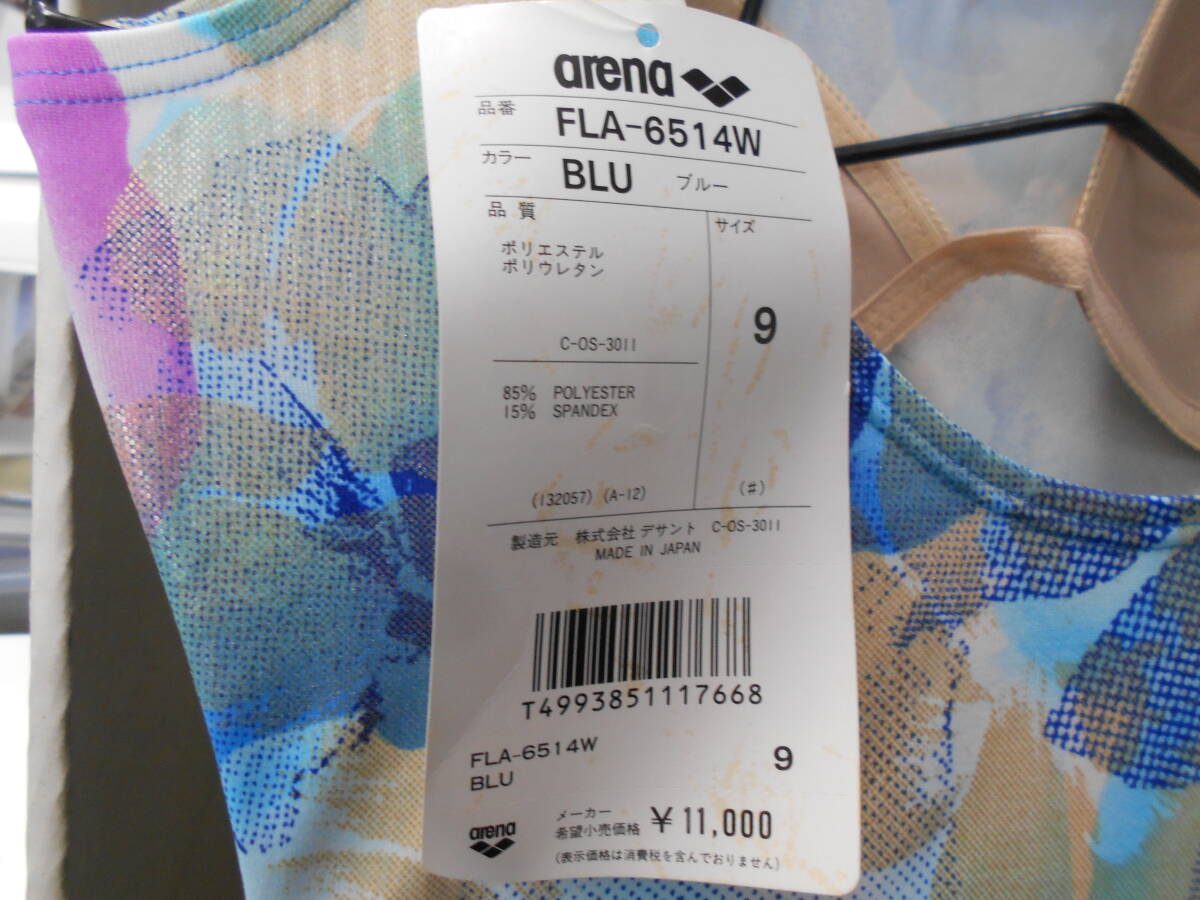 arena
品番 FLA-6514W
カラー BLU ブルー
品質
サイズ
ポリエステル
ポリウレタン
9
C-OS-3011
85% POLYESTER
15% SPANDEX
(132057) (A-12)
(#)
製造元 株式会社 デサント C-OS-3011
MADE IN JAPAN
T4993851117668
FLA-6514W 9
BLU
arena
メーカー
希望小売価格 ¥11,000
(表示価格は消費税を含んでおりません)